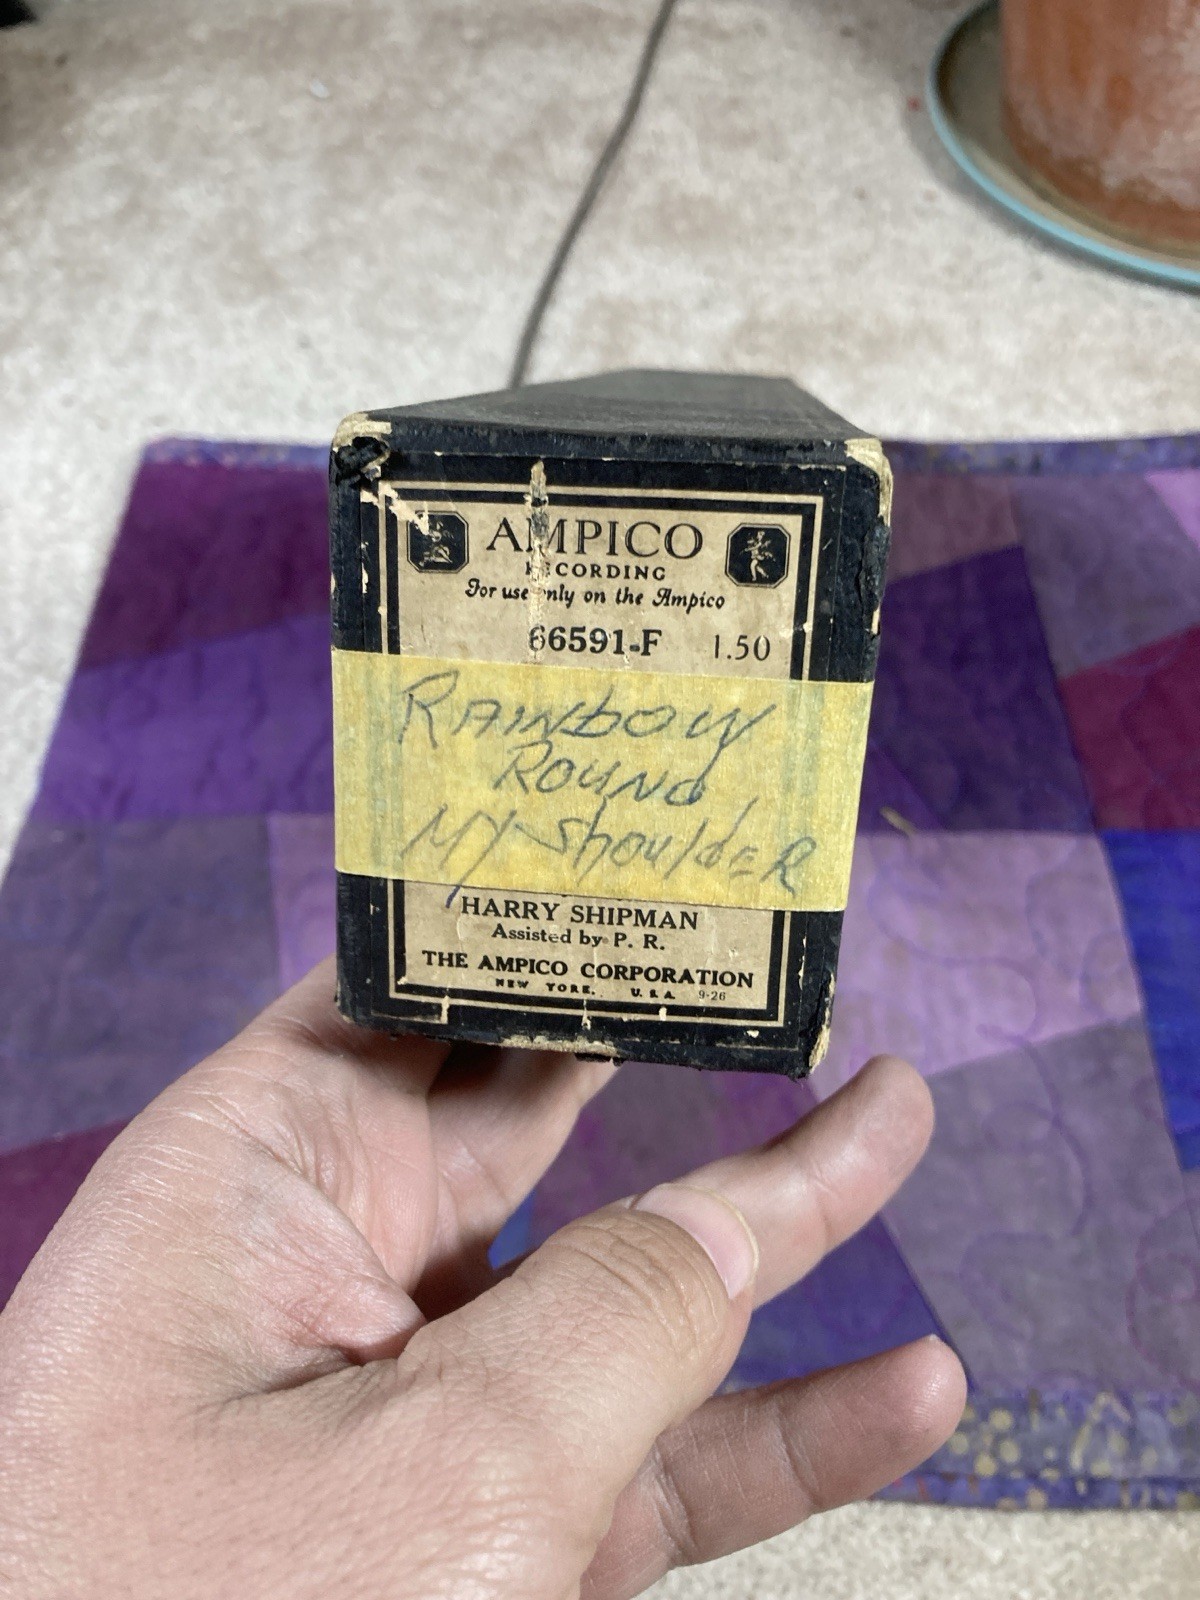 AMPICO
RECORDING
For use only on the Ampico
66591-F 1.50
RAINbOW
ROUND
MY ShouldER
HARRY SHIPMAN
Assisted by P. R.
THE AMPICO CORPORATION
NEW YORK. U.S.A. 9-26